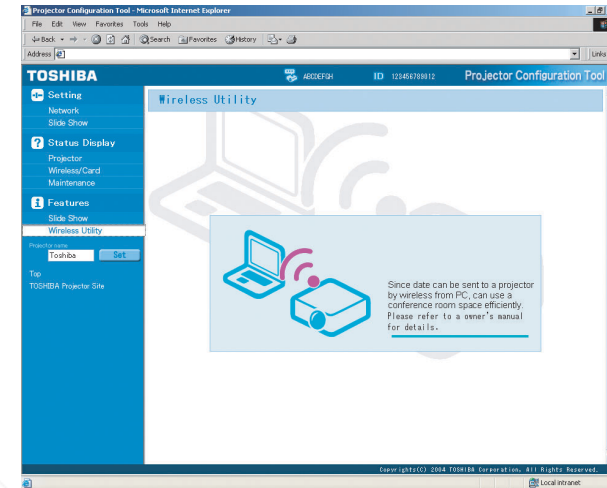 Projector Configuration Tool - Microsoft Internet Explorer
File Edit View Favorites Tools Help
Back Search Favorites History
Address Links
TOSHIBA ABCDEFGH ID 123456789012 Projector Configuration Tool
Setting
Network
Slide Show
Status Display
Projector
Wireless/Card
Maintenance
Features
Slide Show
Wireless Utility
Projector name
Toshiba Set
Top
TOSHIBA Projector Site
Wireless Utility
Since date can be sent to a projector
by wireless from PC, can use a
conference room space efficiently.
Please refer to a owner's manual
for details.
Copyrights(C) 2004 TOSHIBA Corporation, All Rights Reserved.
Local intranet